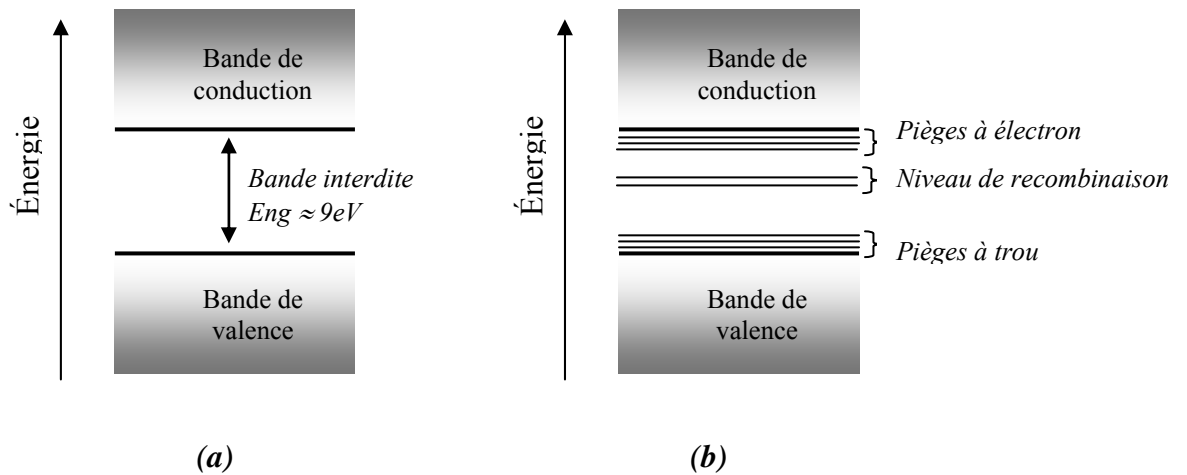 Énergie
Bande de
conduction
Bande interdite
Eng ≈ 9eV
Bande de
valence
(a)
Énergie
Bande de
conduction
Pièges à électron
Niveau de recombinaison
Pièges à trou
Bande de
valence
(b)